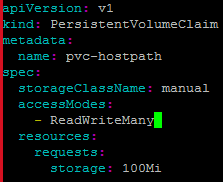 apiVersion: v1
kind: PersistentVolumeClaim
metadata:
  name: pvc-hostpath
spec:
  storageClassName: manual
  accessModes:
    - ReadWriteMany
  resources:
    requests:
      storage: 100Mi